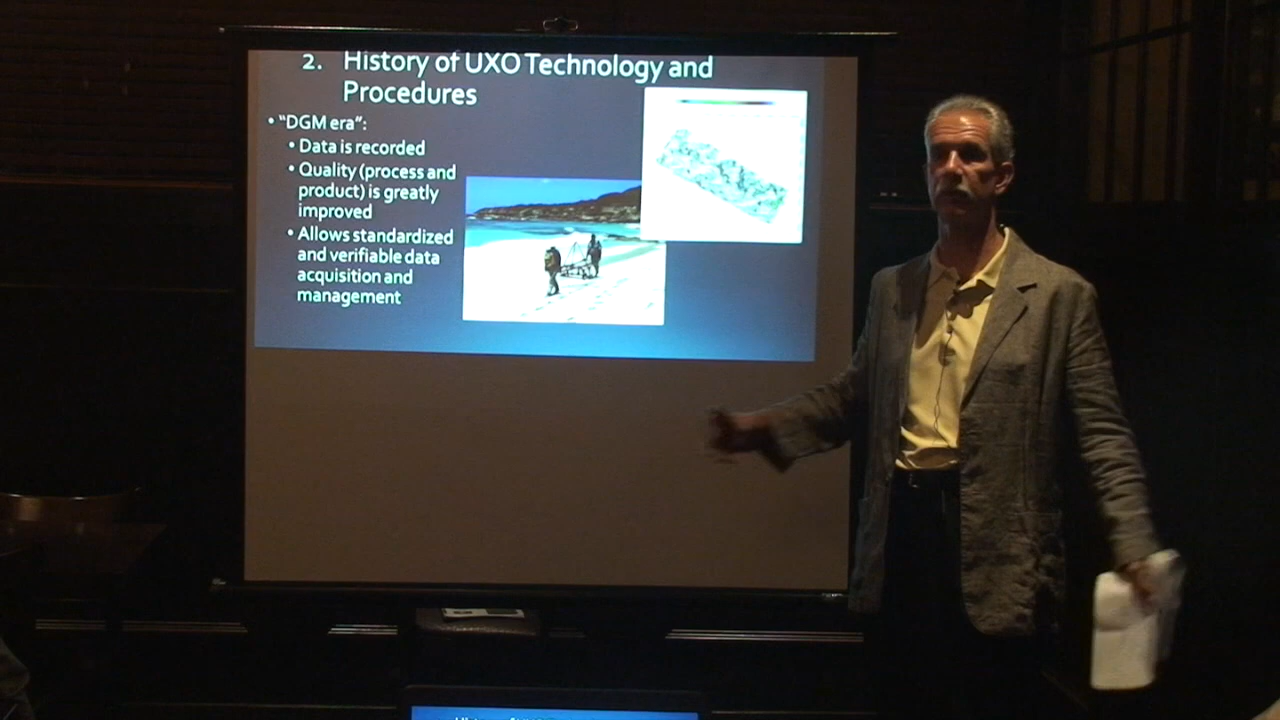 2. History of UXO Technology and
Procedures
• "DGM era":
• Data is recorded
• Quality (process and
product) is greatly
improved
• Allows standardized
and verifiable data
acquisition and
management